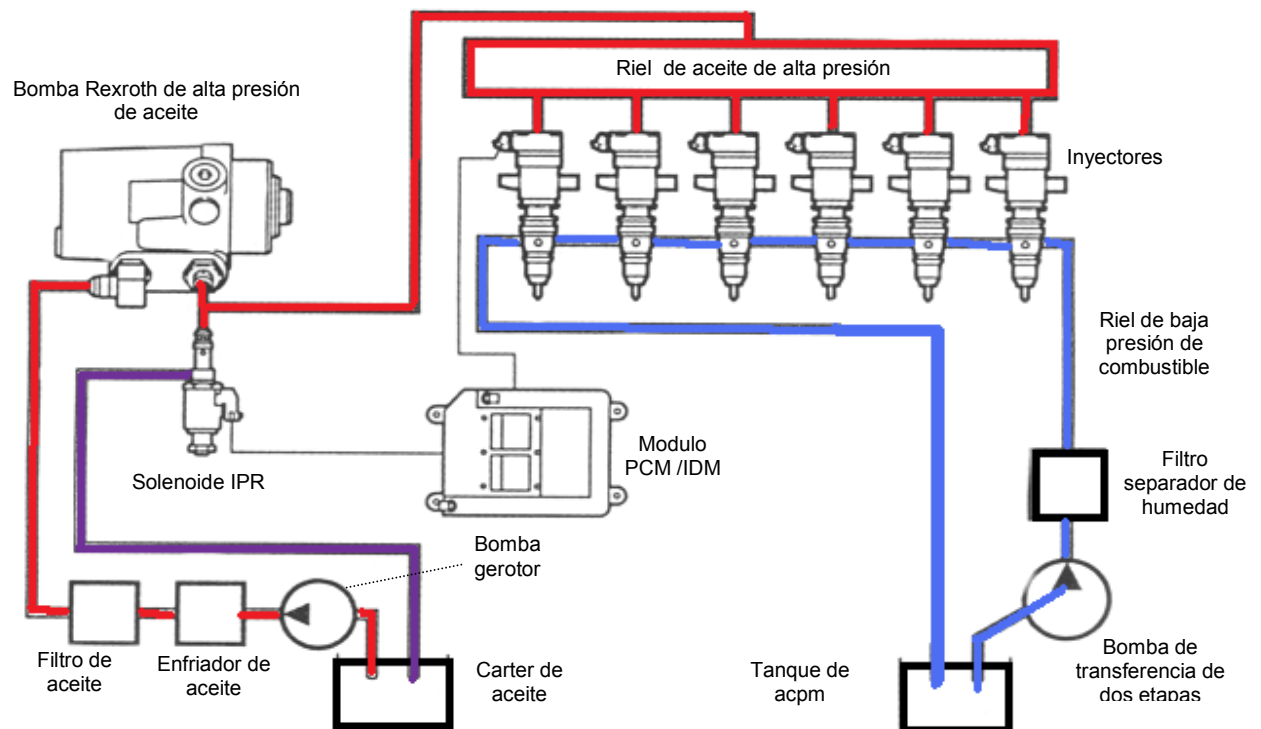 Riel de aceite de alta presión
Bomba Rexroth de alta presión
de aceite
Inyectores
Riel de baja
presión de
combustible
Solenoide IPR
Modulo
PCM /IDM
Filtro
separador de
humedad
Bomba
gerotor
Filtro de
aceite
Enfriador de
aceite
Carter de
aceite
Tanque de
acpm
Bomba de
transferencia de
dos etapas